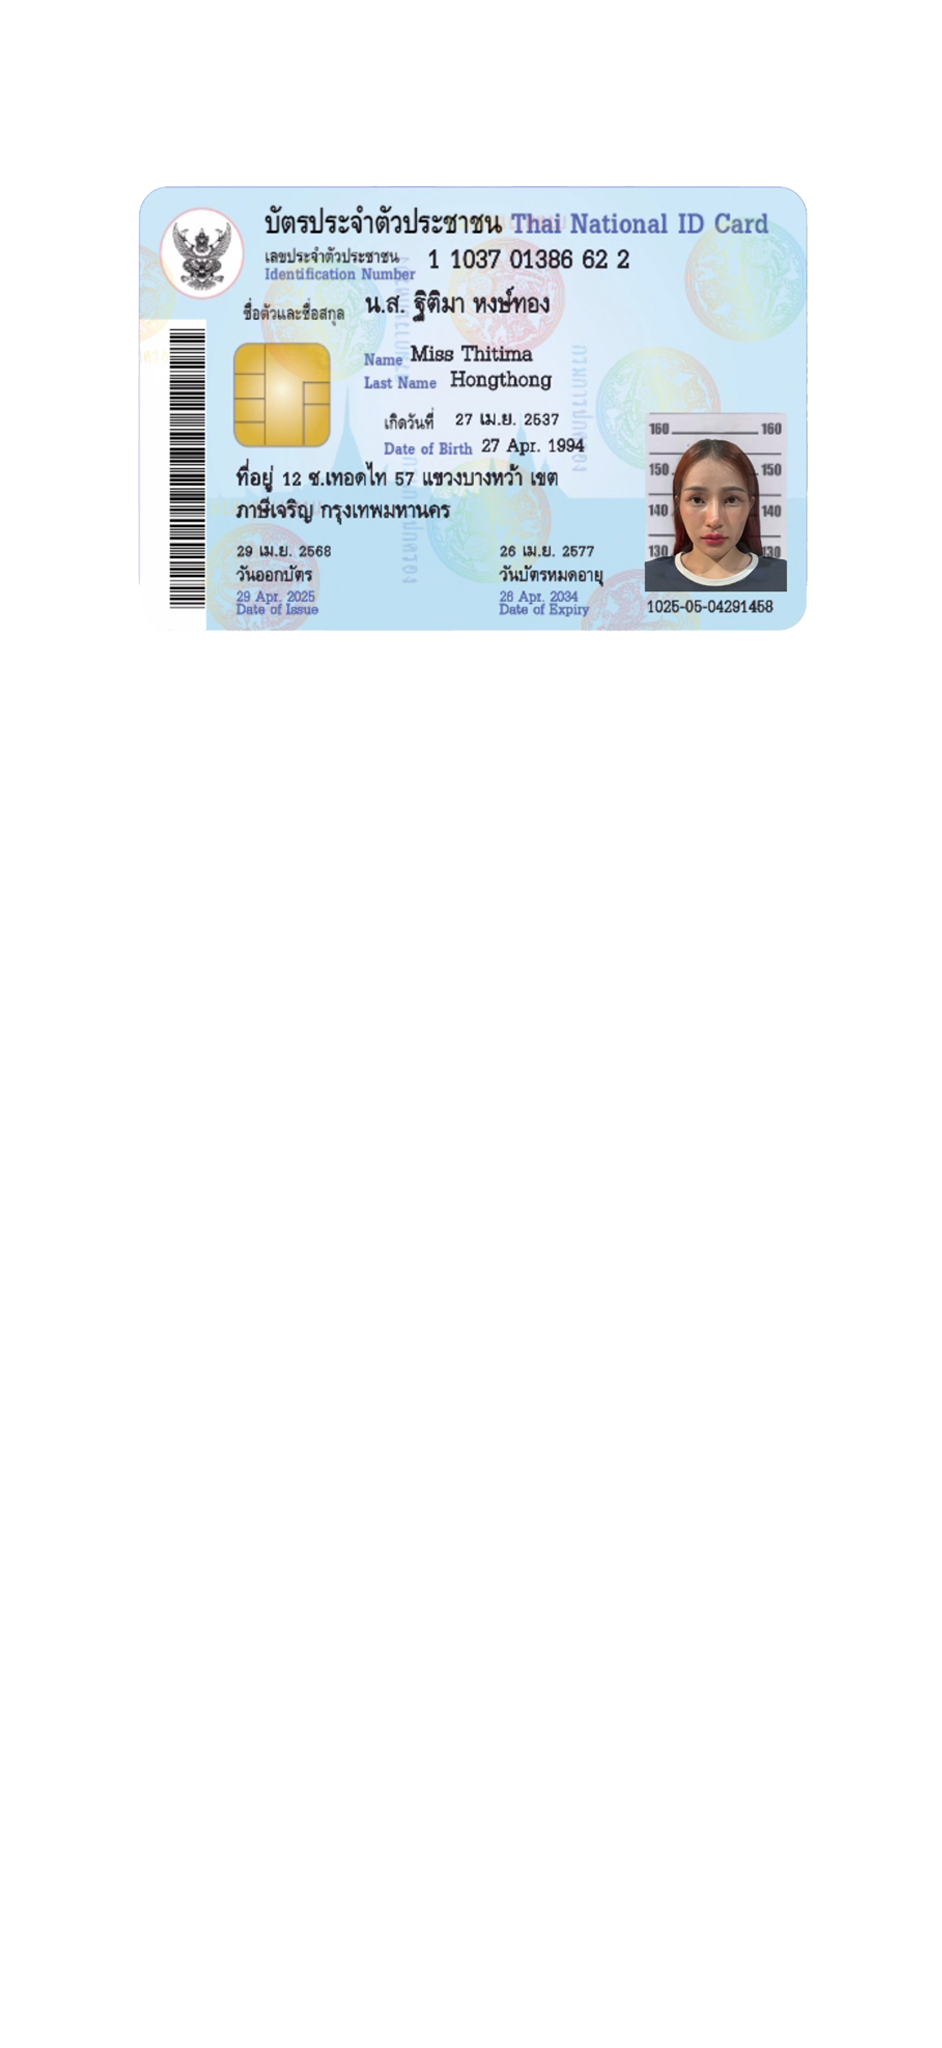 บัตรประจำตัวประชาชน Thai National ID Card
เลขประจำตัวประชาชน 1 1037 01386 62 2
Identification Number
ชื่อตัวและชื่อสกุล น.ส. ฐิติมา หงษ์ทอง
Name Miss Thitima
Last Name Hongthong
เกิดวันที่ 27 เม.ย. 2537
Date of Birth 27 Apr. 1994
ที่อยู่ 12 ซ.เทอดไท 57 แขวงบางหว้า เขต
ภาษีเจริญ กรุงเทพมหานคร
160 160
150 150
140 140
130 130
29 เม.ย. 2568
วันออกบัตร
29 Apr. 2025
Date of Issue
26 เม.ย. 2577
วันบัตรหมดอายุ
26 Apr. 2034
Date of Expiry
1025-05-04291458